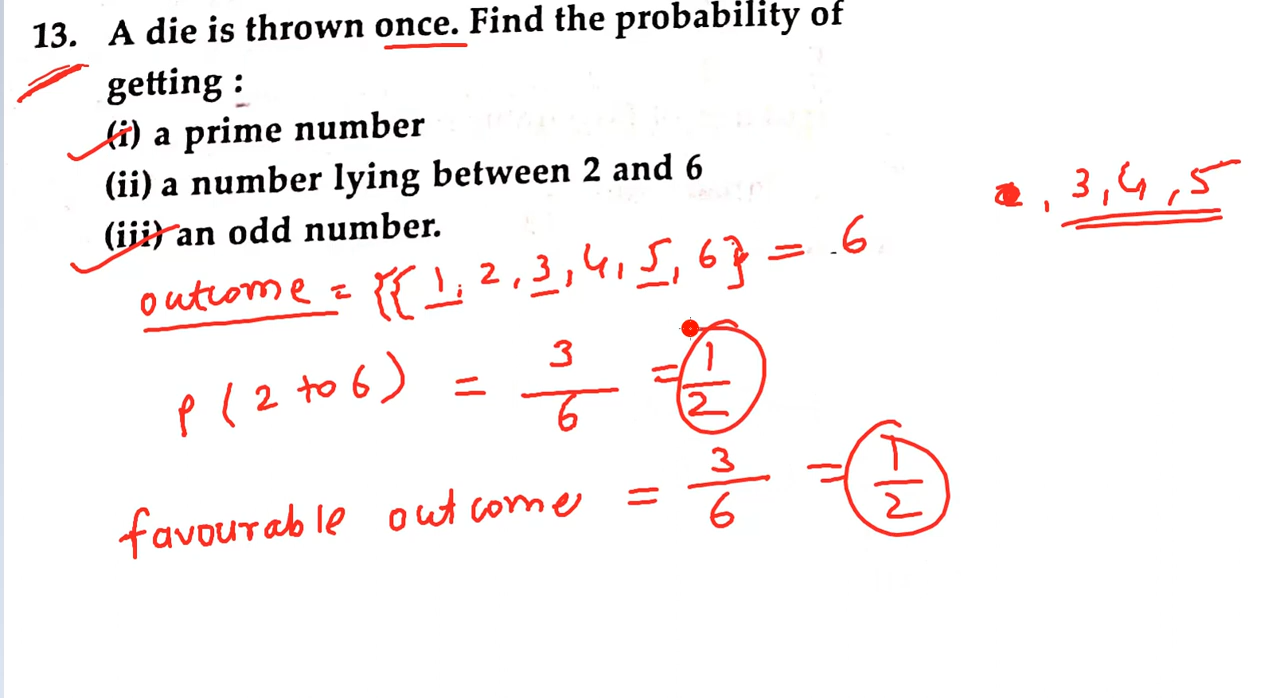 13. A die is thrown once. Find the probability of
getting :
(i) a prime number
(ii) a number lying between 2 and 6
(iii) an odd number.
, 3, 4, 5
outcome = {{ 1, 2, 3, 4, 5, 6} = 6
P ( 2 to 6 ) = 3/6 = 1/2
favourable outcome = 3/6 = 1/2